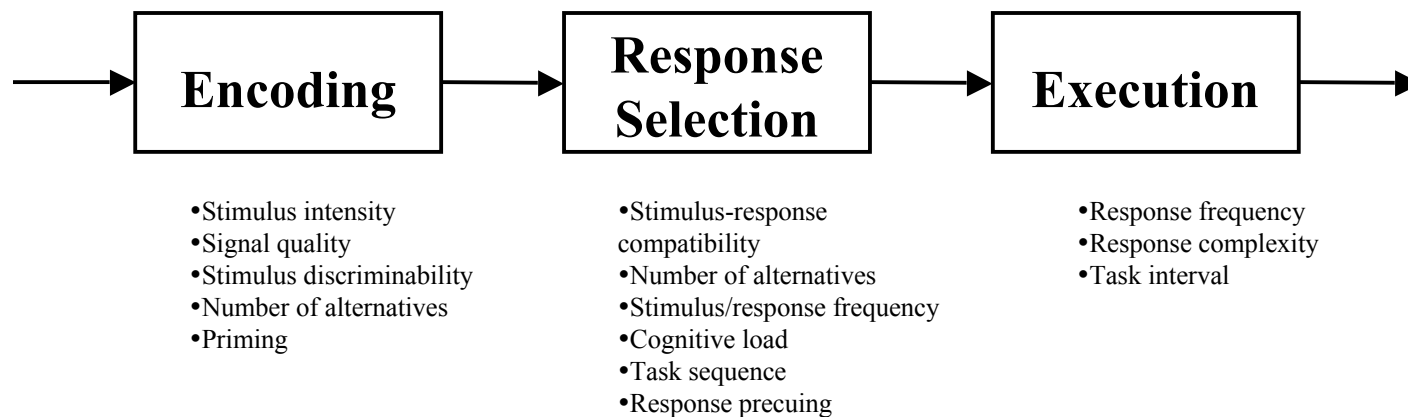 Encoding
Response
Selection
Execution
•Stimulus intensity
•Signal quality
•Stimulus discriminability
•Number of alternatives
•Priming
•Stimulus-response
compatibility
•Number of alternatives
•Stimulus/response frequency
•Cognitive load
•Task sequence
•Response precuing
•Response frequency
•Response complexity
•Task interval